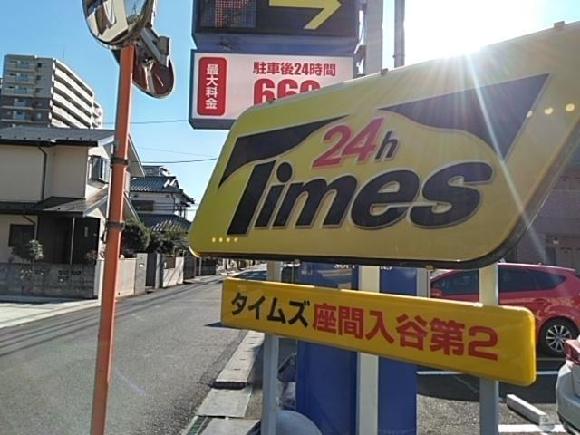 最大料金
駐車後24時間
660
24h
Times
タイムズ 座間入谷第2